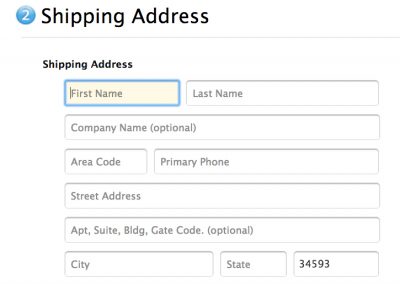 2 Shipping Address
Shipping Address
First Name Last Name
Company Name (optional)
Area Code Primary Phone
Street Address
Apt, Suite, Bldg, Gate Code. (optional)
City State 34593